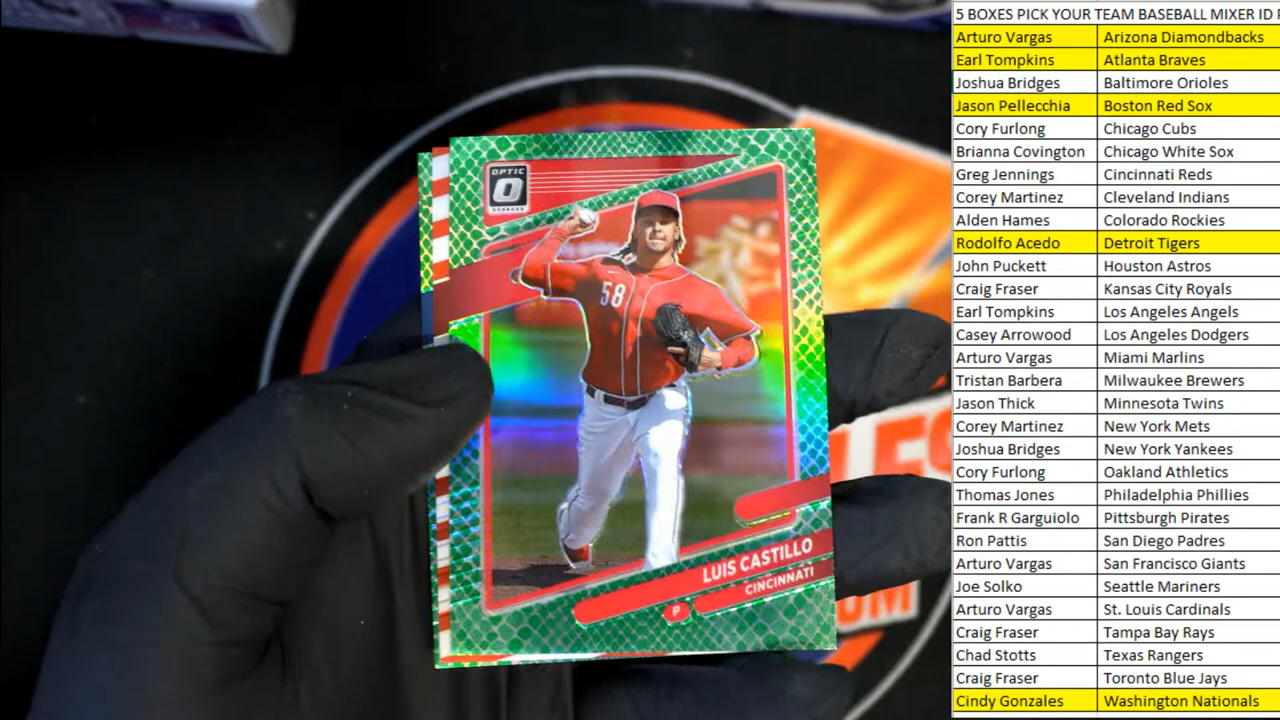 OPTIC
DONRUSS
58
LUIS CASTILLO
CINCINNATI
P
LES
OM
5 BOXES PICK YOUR TEAM BASEBALL MIXER ID
Arturo Vargas Arizona Diamondbacks
Earl Tompkins Atlanta Braves
Joshua Bridges Baltimore Orioles
Jason Pellecchia Boston Red Sox
Cory Furlong Chicago Cubs
Brianna Covington Chicago White Sox
Greg Jennings Cincinnati Reds
Corey Martinez Cleveland Indians
Alden Hames Colorado Rockies
Rodolfo Acedo Detroit Tigers
John Puckett Houston Astros
Craig Fraser Kansas City Royals
Earl Tompkins Los Angeles Angels
Casey Arrowood Los Angeles Dodgers
Arturo Vargas Miami Marlins
Tristan Barbera Milwaukee Brewers
Jason Thick Minnesota Twins
Corey Martinez New York Mets
Joshua Bridges New York Yankees
Cory Furlong Oakland Athletics
Thomas Jones Philadelphia Phillies
Frank R Garguiolo Pittsburgh Pirates
Ron Pattis San Diego Padres
Arturo Vargas San Francisco Giants
Joe Solko Seattle Mariners
Arturo Vargas St. Louis Cardinals
Craig Fraser Tampa Bay Rays
Chad Stotts Texas Rangers
Craig Fraser Toronto Blue Jays
Cindy Gonzales Washington Nationals